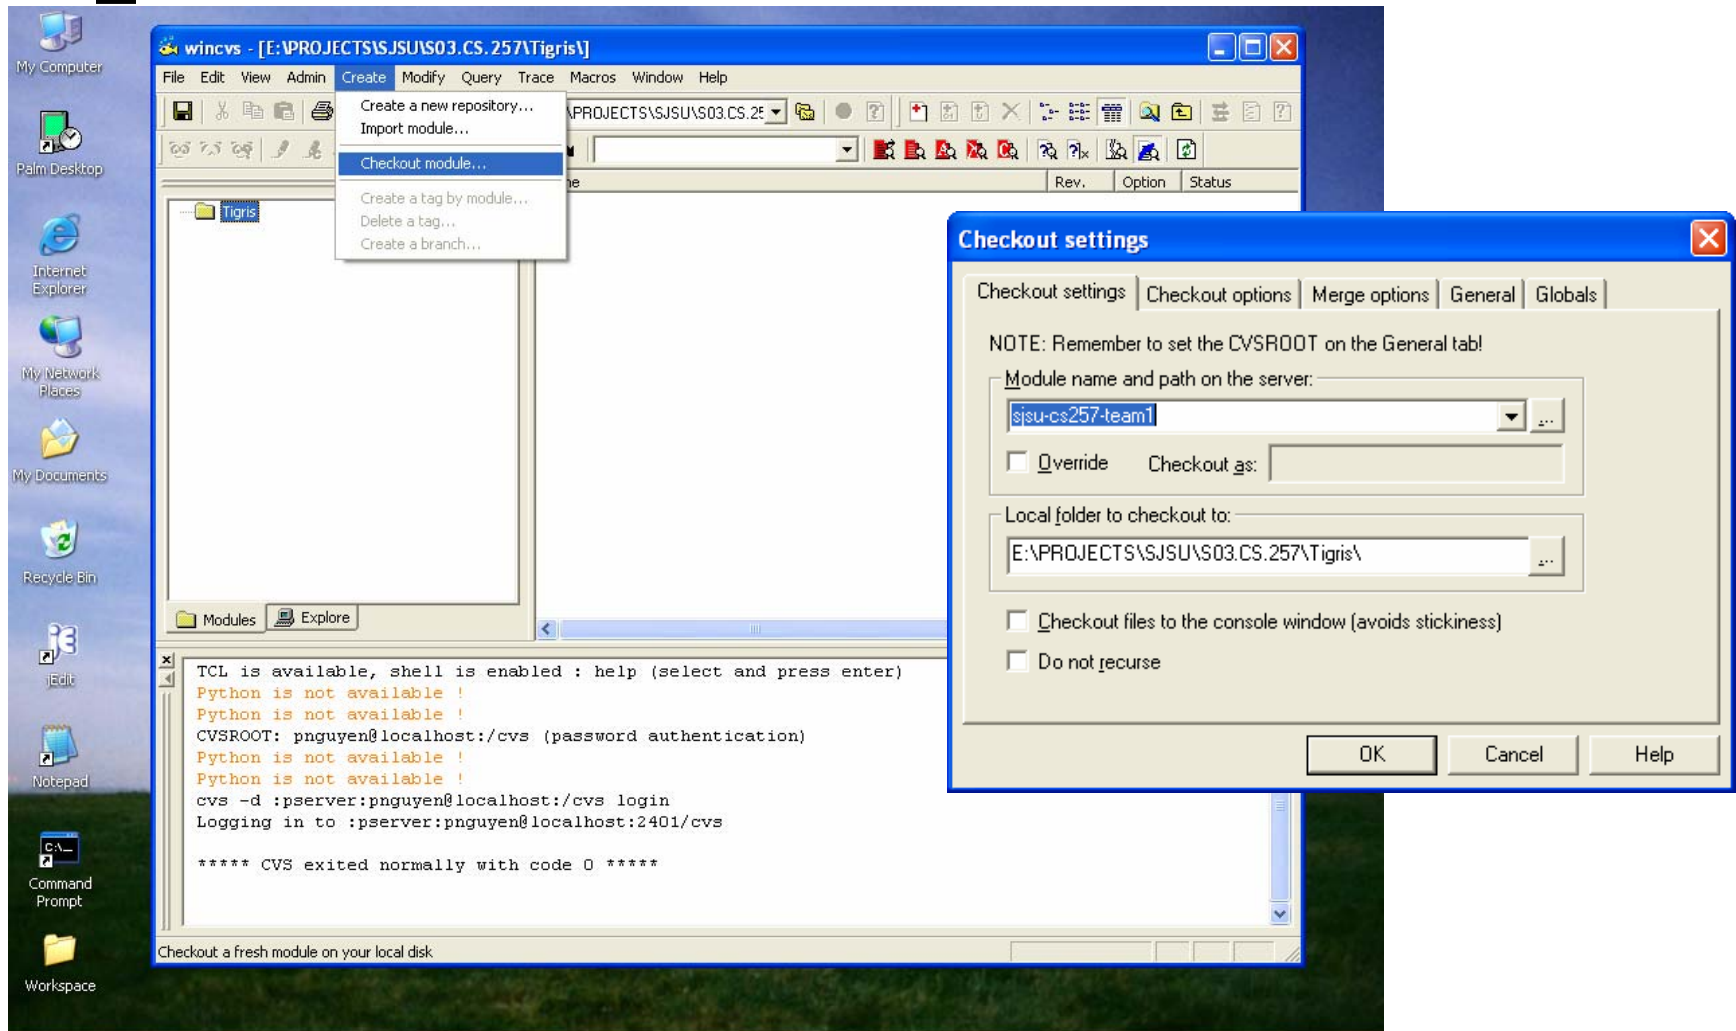 My Computer
Palm Desktop
Internet
Explorer
My Network
Places
My Documents
Recycle Bin
jEdit
Notepad
Command
Prompt
Workspace
wincvs - [E:\PROJECTS\SJSU\S03.CS.257\Tigris\]
File Edit View Admin Create Modify Query Trace Macros Window Help
Create a new repository...
Import module...
Checkout module...
Create a tag by module...
Delete a tag...
Create a branch...
\PROJECTS\SJSU\S03.CS.25
Rev. Option Status
Tigris
Modules Explore
TCL is available, shell is enabled : help (select and press enter)
Python is not available !
Python is not available !
CVSROOT: pnguyen@localhost:/cvs (password authentication)
Python is not available !
Python is not available !
cvs -d :pserver:pnguyen@localhost:/cvs login
Logging in to :pserver:pnguyen@localhost:2401/cvs
***** CVS exited normally with code 0 *****
Checkout a fresh module on your local disk
Checkout settings
Checkout settings Checkout options Merge options General Globals
NOTE: Remember to set the CVSROOT on the General tab!
Module name and path on the server:
sjsu-cs257-team1
...
Override Checkout as:
Local folder to checkout to:
E:\PROJECTS\SJSU\S03.CS.257\Tigris\
...
Checkout files to the console window (avoids stickiness)
Do not recurse
OK Cancel Help